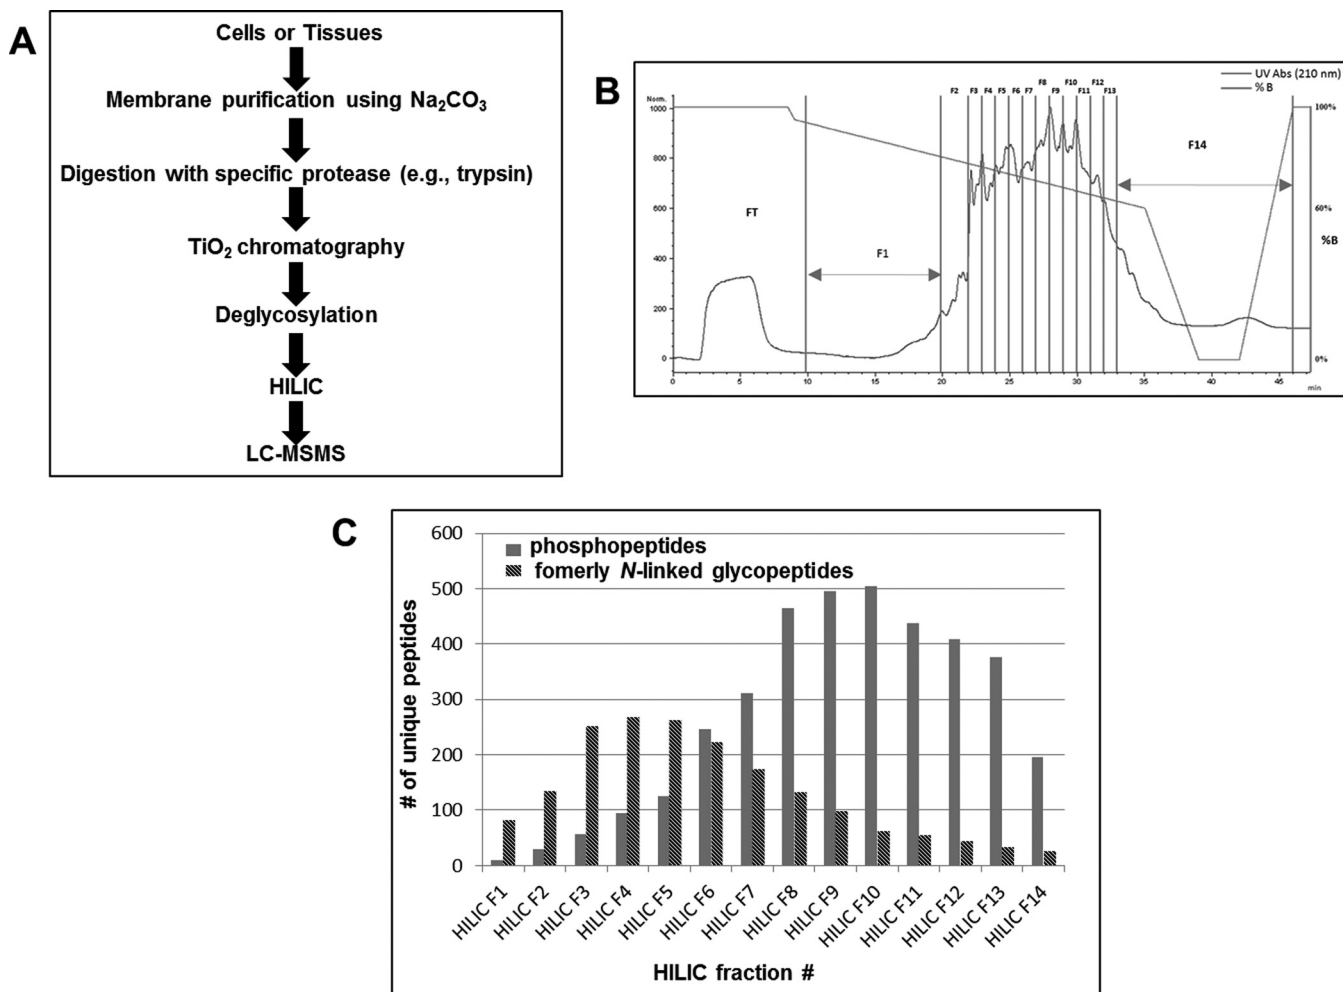 A
Cells or Tissues
Membrane purification using Na₂CO₃
Digestion with specific protease (e.g., trypsin)
TiO₂ chromatography
Deglycosylation
HILIC
LC-MSMS
B
UV Abs (210 nm)
% B
Norm.
1000
800
600
400
200
0
0 5 10 15 20 25 30 35 40 45
min
100%
60%
%B
0%
FT
F1
F2 F3 F4 F5 F6 F7 F8 F9 F10 F11 F12 F13
F14
C
phosphopeptides
fomerly N-linked glycopeptides
# of unique peptides
600
500
400
300
200
100
0
HILIC F1
HILIC F2
HILIC F3
HILIC F4
HILIC F5
HILIC F6
HILIC F7
HILIC F8
HILIC F9
HILIC F10
HILIC F11
HILIC F12
HILIC F13
HILIC F14
HILIC fraction #